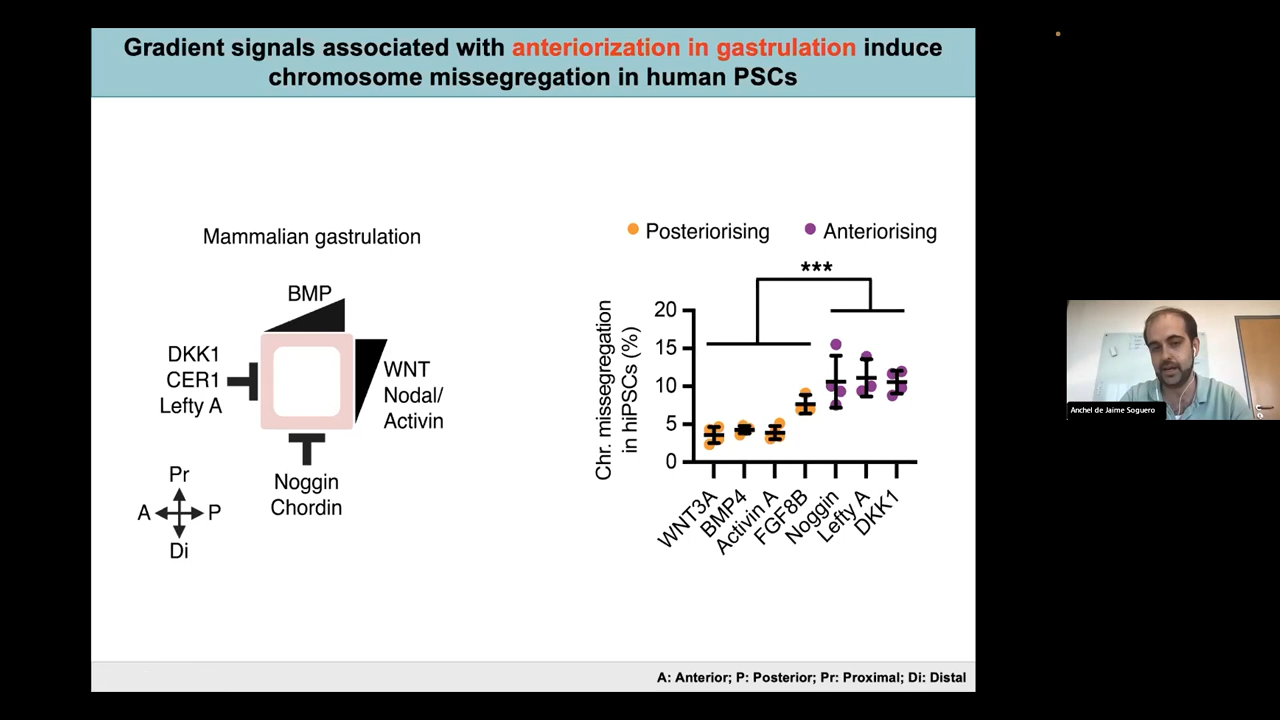 Gradient signals associated with anteriorization in gastrulation induce
chromosome missegregation in human PSCs
Mammalian gastrulation
BMP
DKK1
CER1
Lefty A
WNT
Nodal/
Activin
Noggin
Chordin
Pr
A
P
Di
Posteriorising
Anteriorising
***
Chr. missegregation
in hiPSCs (%)
20
15
10
5
0
WNT3A
BMP4
Activin A
FGF8B
Noggin
Lefty A
DKK1
A: Anterior; P: Posterior; Pr: Proximal; Di: Distal
Anchel de Jaime Soguero